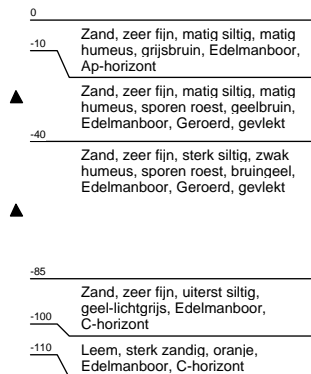 0
Zand, zeer fijn, matig siltig, matig
humeus, grijsbruin, Edelmanboor,
Ap-horizont
-10
Zand, zeer fijn, matig siltig, matig
humeus, sporen roest, geelbruin,
Edelmanboor, Geroerd, gevlekt
-40
Zand, zeer fijn, sterk siltig, zwak
humeus, sporen roest, bruingeel,
Edelmanboor, Geroerd, gevlekt
-85
Zand, zeer fijn, uiterst siltig,
geel-lichtgrijs, Edelmanboor,
C-horizont
-100
Leem, sterk zandig, oranje,
Edelmanboor, C-horizont
-110